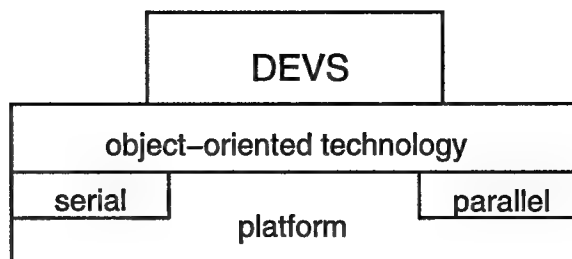 DEVS
object–oriented technology
serial
parallel
platform